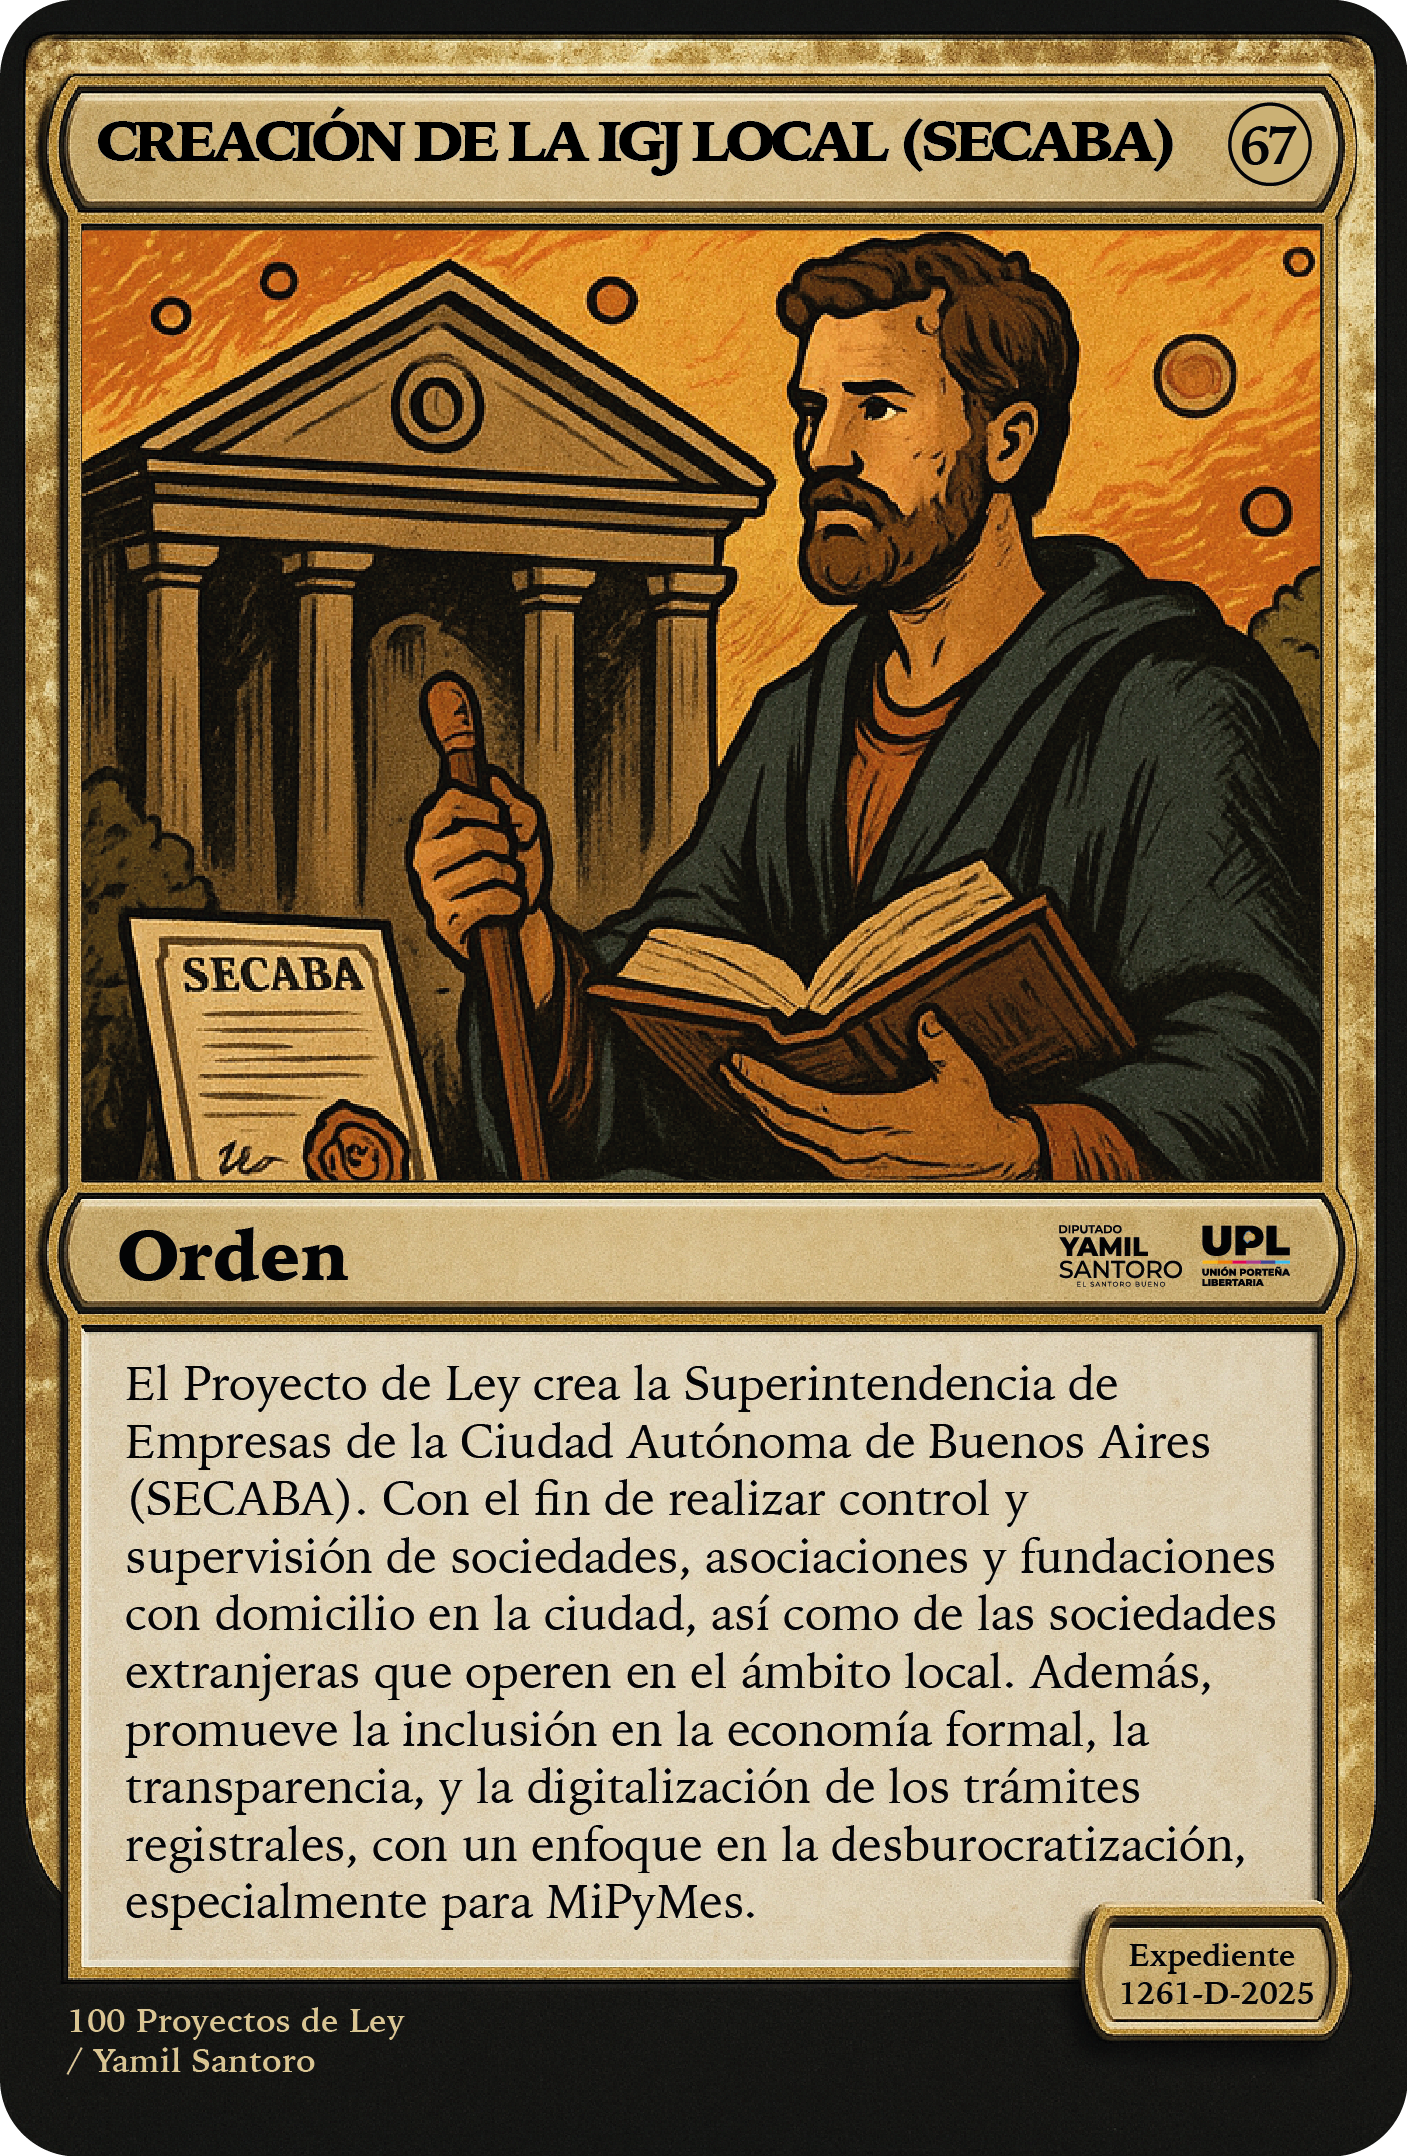 CREACIÓN DE LA IGJ LOCAL (SECABA)
67
SECABA
Orden
DIPUTADO
YAMIL
SANTORO
EL SANTORO BUENO
UPL
UNIÓN PORTEÑA
LIBERTARIA
El Proyecto de Ley crea la Superintendencia de
Empresas de la Ciudad Autónoma de Buenos Aires
(SECABA). Con el fin de realizar control y
supervisión de sociedades, asociaciones y fundaciones
con domicilio en la ciudad, así como de las sociedades
extranjeras que operen en el ámbito local. Además,
promueve la inclusión en la economía formal, la
transparencia, y la digitalización de los trámites
registrales, con un enfoque en la desburocratización,
especialmente para MiPyMes.
Expediente
1261-D-2025
100 Proyectos de Ley
/ Yamil Santoro